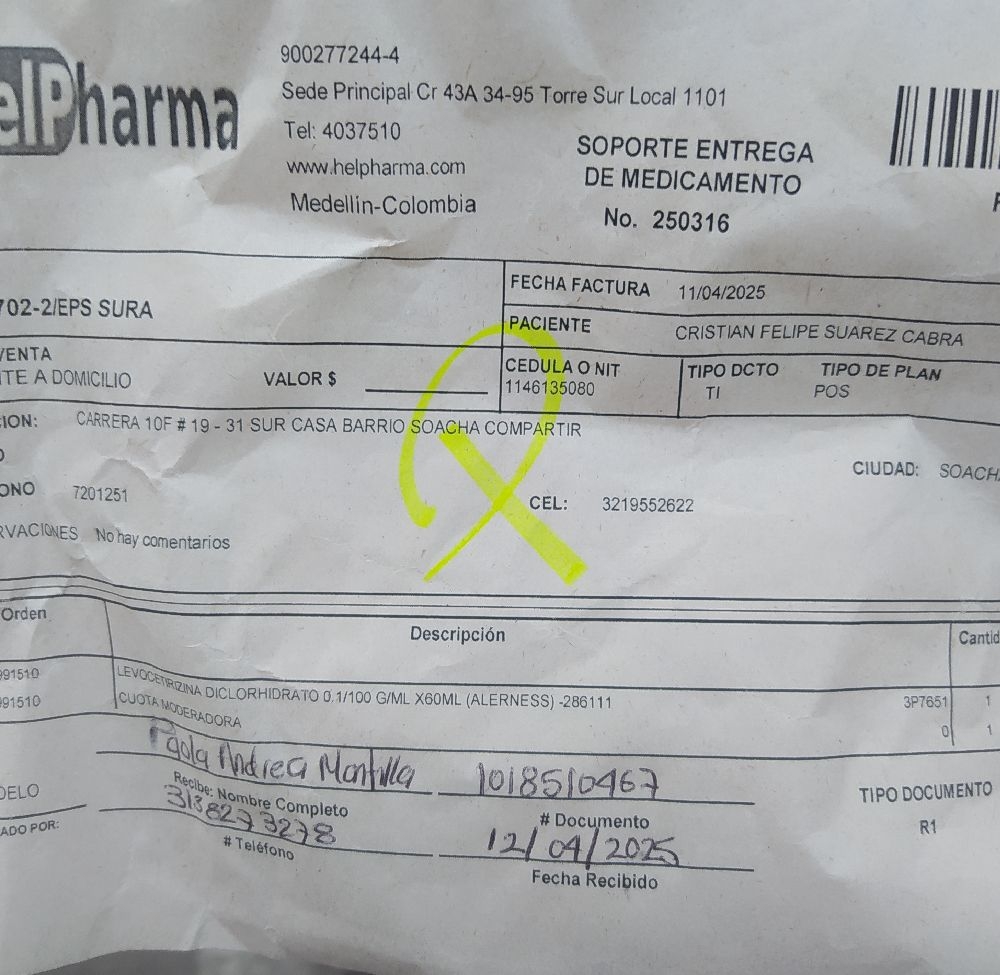 elPharma
900277244-4
Sede Principal Cr 43A 34-95 Torre Sur Local 1101
Tel: 4037510
www.helpharma.com
Medellín-Colombia
SOPORTE ENTREGA
DE MEDICAMENTO
No. 250316
702-2/EPS SURA
FECHA FACTURA 11/04/2025
PACIENTE CRISTIAN FELIPE SUAREZ CABRA
VENTA
TE A DOMICILIO VALOR $
CEDULA O NIT
1146135080
TIPO DCTO TIPO DE PLAN
TI POS
ION: CARRERA 10F # 19 - 31 SUR CASA BARRIO SOACHA COMPARTIR
CIUDAD: SOACHA
ONO 7201251 CEL: 3219552622
RVACIONES No hay comentarios
Orden Descripción Cantid
991510 LEVOCETIRIZINA DICLORHIDRATO 0.1/100 G/ML X60ML (ALERNESS) -286111 3P7651 1
991510 CUOTA MODERADORA 0 1
Paola Andrea Montilla 1018510467
Recibe: Nombre Completo # Documento
3138273278 12/04/2025
# Teléfono Fecha Recibido
DELO
ADO POR:
TIPO DOCUMENTO
R1